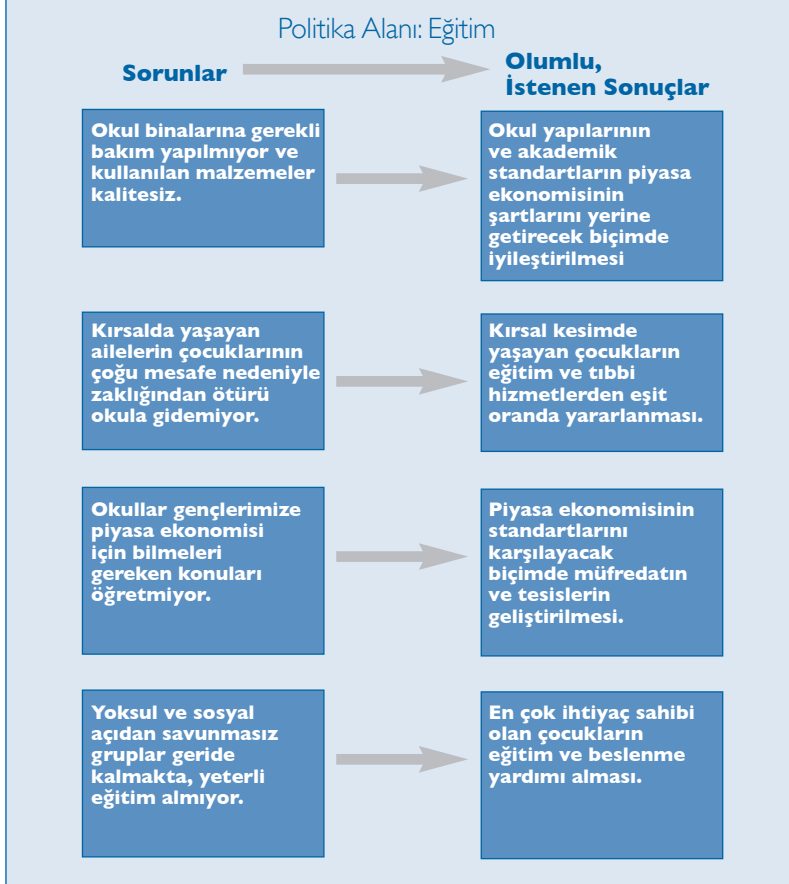 Politika Alanı: Eğitim
Sorunlar
Olumlu,
İstenen Sonuçlar
Okul binalarına gerekli
bakım yapılmıyor ve
kullanılan malzemeler
kalitesiz.
Okul yapılarının
ve akademik
standartların piyasa
ekonomisinin
şartlarını yerine
getirecek biçimde
iyileştirilmesi
Kırsalda yaşayan
ailelerin çocuklarının
çoğu mesafe nedeniyle
zaklığından ötürü
okula gidemiyor.
Kırsal kesimde
yaşayan çocukların
eğitim ve tıbbi
hizmetlerden eşit
oranda yararlanması.
Okullar gençlerimize
piyasa ekonomisi
için bilmeleri
gereken konuları
öğretmiyor.
Piyasa ekonomisinin
standartlarını
karşılayacak
biçimde müfredatın
ve tesislerin
geliştirilmesi.
Yoksul ve sosyal
açıdan savunmasız
gruplar geride
kalmakta, yeterli
eğitim almıyor.
En çok ihtiyaç sahibi
olan çocukların
eğitim ve beslenme
yardımı alması.